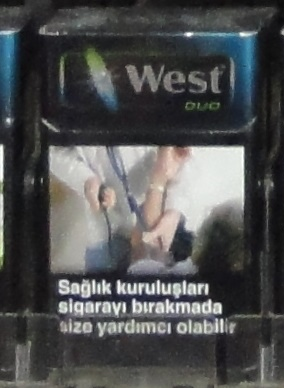 West
DUO
Sağlık kuruluşları
sigarayı bırakmada
size yardımcı olabilir